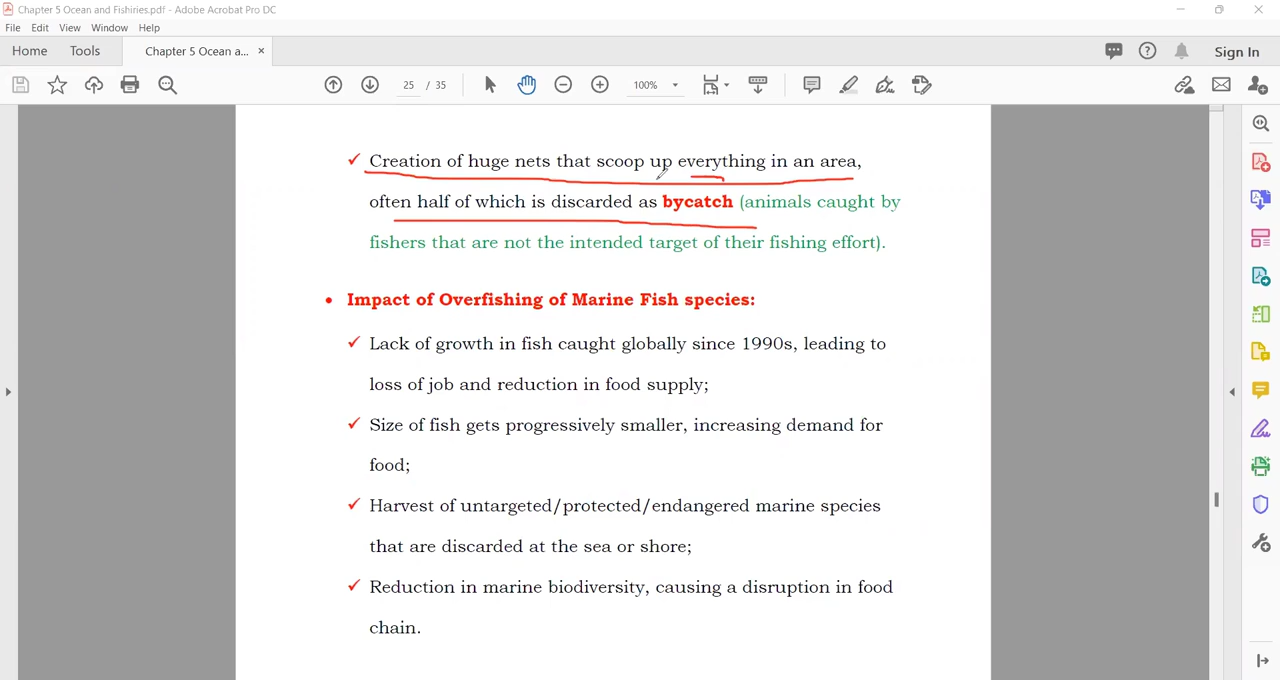 Chapter 5 Ocean and Fishiries.pdf - Adobe Acrobat Pro DC
File Edit View Window Help
Home Tools Chapter 5 Ocean a... × Sign In
25 / 35 100%
✓ Creation of huge nets that scoop up everything in an area,
often half of which is discarded as bycatch (animals caught by
fishers that are not the intended target of their fishing effort).
• Impact of Overfishing of Marine Fish species:
✓ Lack of growth in fish caught globally since 1990s, leading to
loss of job and reduction in food supply;
✓ Size of fish gets progressively smaller, increasing demand for
food;
✓ Harvest of untargeted/protected/endangered marine species
that are discarded at the sea or shore;
✓ Reduction in marine biodiversity, causing a disruption in food
chain.